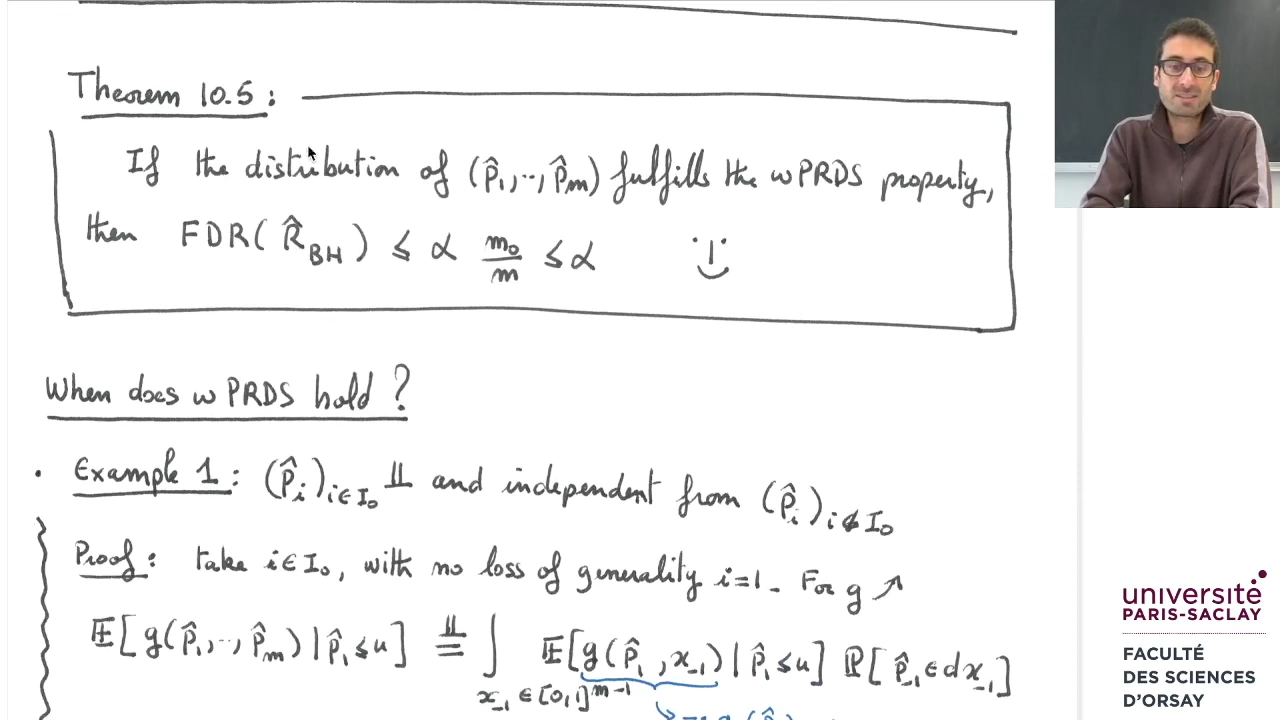 Theorem 10.5 :
If the distribution of (p̂₁,··,p̂ₘ) fulfills the wPRDS property,
then FDR(R̂_BH) ≤ α m₀/m ≤ α
When does wPRDS hold ?
. Example 1 : (p̂ᵢ)_{i∈I₀} ⫫ and independent from (p̂ᵢ)_{i∉I₀}
Proof : take i∈I₀, with no loss of generality i=1 - For g ↗
𝔼[g(p̂₁,··,p̂ₘ) | p̂₁≤u] =^{⫫} ∫_{x₋₁∈[0,1]^{m-1}} 𝔼[g(p̂₁,x₋₁) | p̂₁≤u] ℙ[p̂₋₁∈dx₋₁]
université
PARIS-SACLAY
FACULTÉ
DES SCIENCES
D'ORSAY